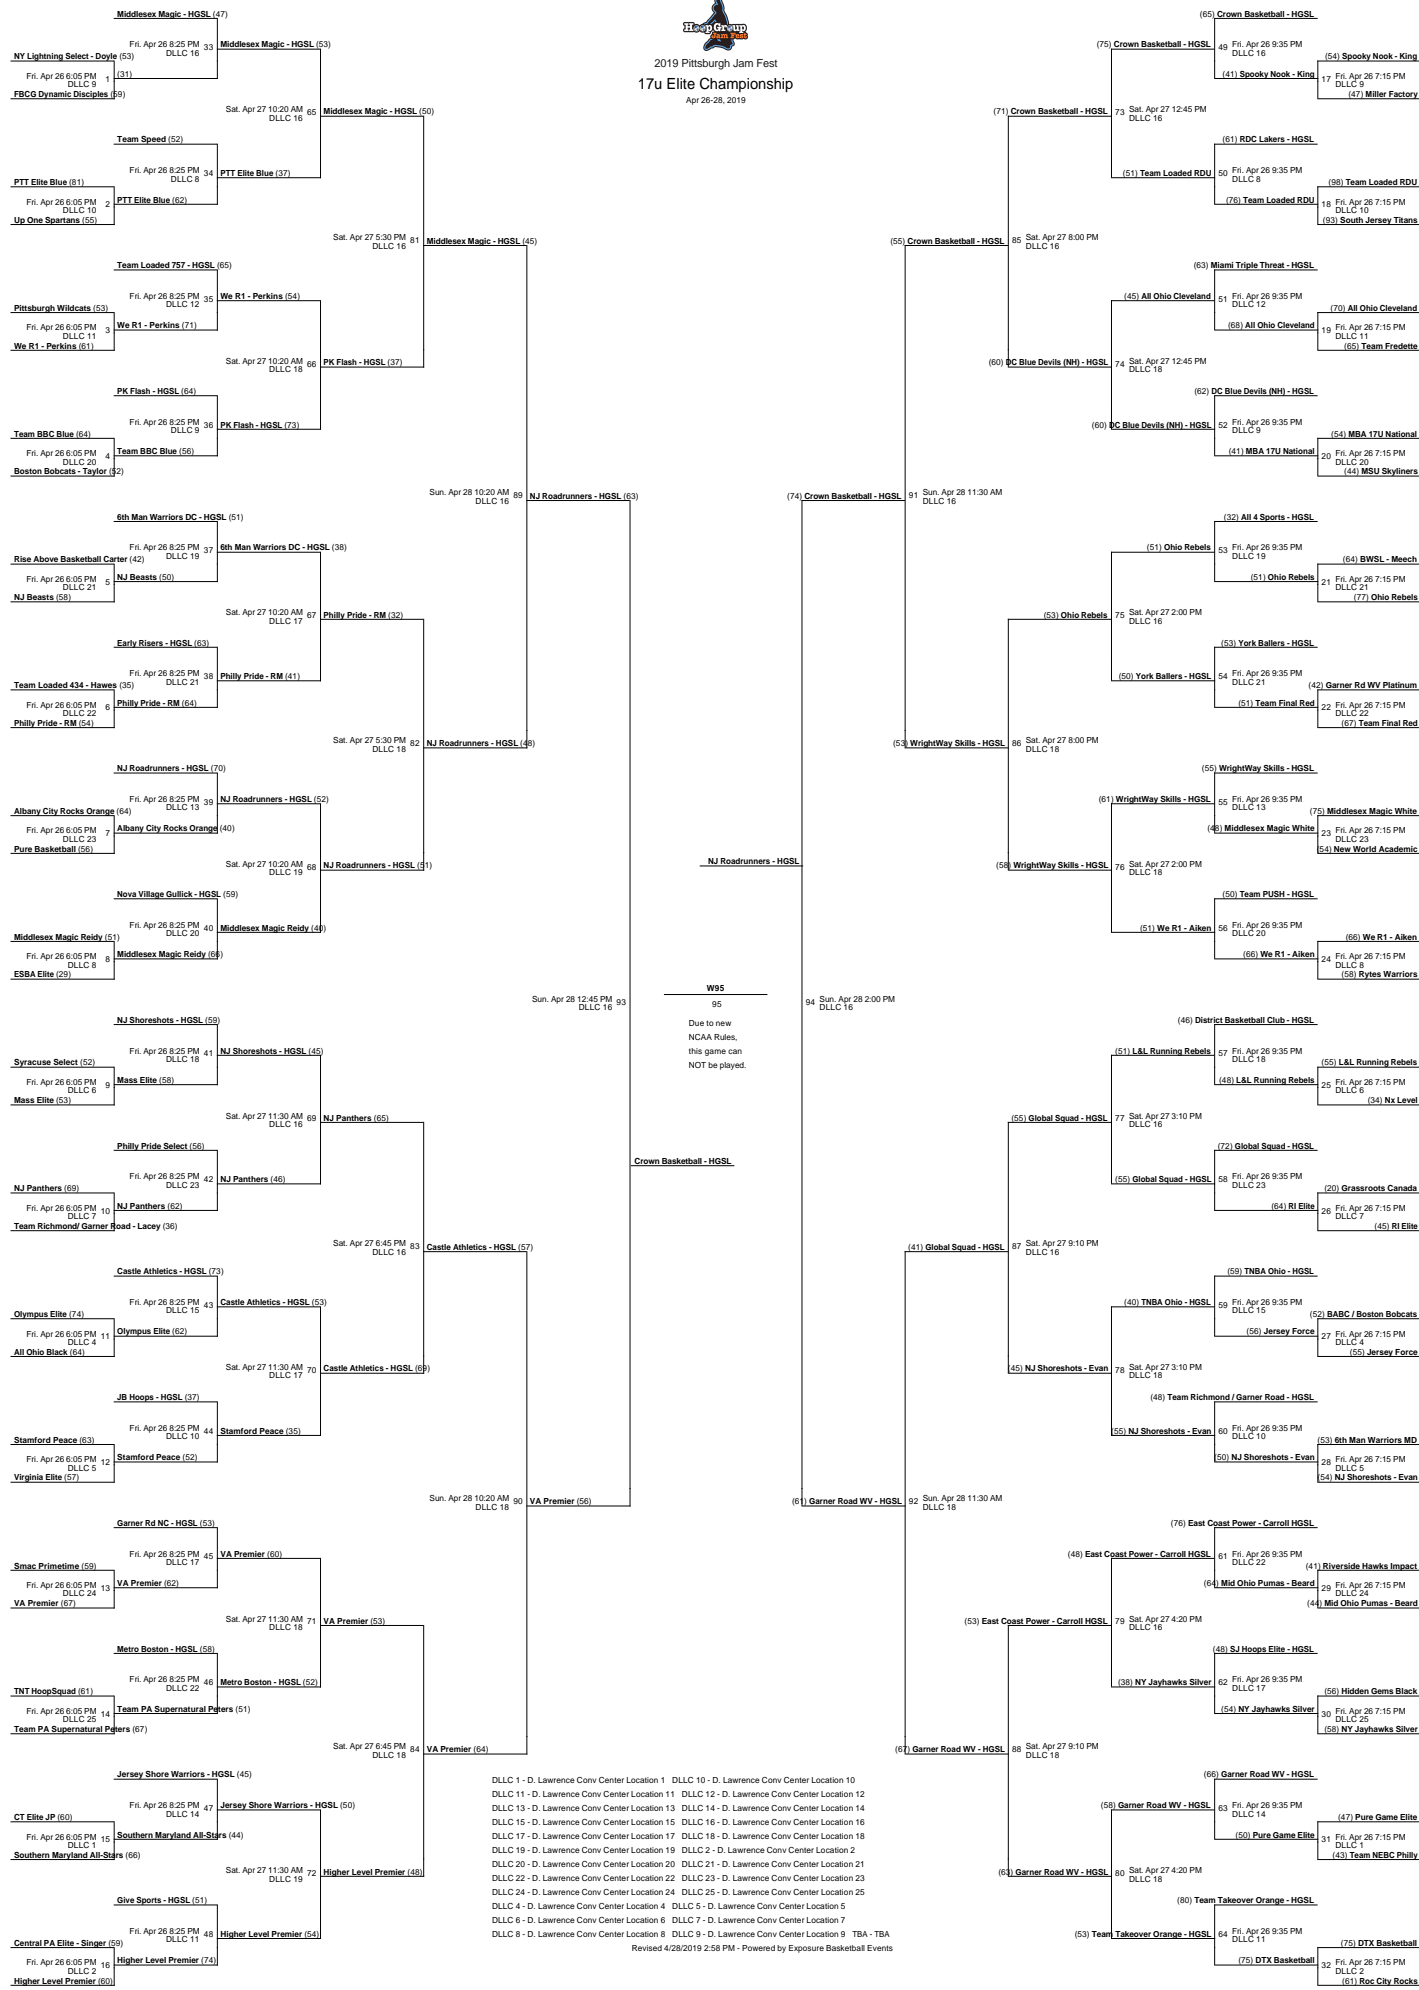 HoopGroup
Jam Fest
2019 Pittsburgh Jam Fest
17u Elite Championship
Apr 26-28, 2019
Middlesex Magic - HGSL (47)
NY Lightning Select - Doyle (53)
Fri. Apr 26 6:05 PM 1
DLLC 9
FBCG Dynamic Disciples (59)
(31)
Fri. Apr 26 8:25 PM 33
DLLC 16
Middlesex Magic - HGSL (53)
Team Speed (52)
PTT Elite Blue (81)
Fri. Apr 26 6:05 PM 2
DLLC 10
Up One Spartans (55)
PTT Elite Blue (62)
Fri. Apr 26 8:25 PM 34
DLLC 8
PTT Elite Blue (37)
Sat. Apr 27 10:20 AM 65
DLLC 16
Middlesex Magic - HGSL (50)
Team Loaded 757 - HGSL (65)
Pittsburgh Wildcats (53)
Fri. Apr 26 6:05 PM 3
DLLC 11
We R1 - Perkins (61)
We R1 - Perkins (71)
Fri. Apr 26 8:25 PM 35
DLLC 12
We R1 - Perkins (54)
PK Flash - HGSL (64)
Team BBC Blue (64)
Fri. Apr 26 6:05 PM 4
DLLC 20
Boston Bobcats - Taylor (52)
Team BBC Blue (56)
Fri. Apr 26 8:25 PM 36
DLLC 9
PK Flash - HGSL (73)
Sat. Apr 27 10:20 AM 66
DLLC 18
PK Flash - HGSL (37)
Sat. Apr 27 5:30 PM 81
DLLC 16
Middlesex Magic - HGSL (45)
6th Man Warriors DC - HGSL (51)
Rise Above Basketball Carter (42)
Fri. Apr 26 6:05 PM 5
DLLC 21
NJ Beasts (58)
NJ Beasts (50)
Fri. Apr 26 8:25 PM 37
DLLC 19
6th Man Warriors DC - HGSL (38)
Early Risers - HGSL (63)
Team Loaded 434 - Hawes (35)
Fri. Apr 26 6:05 PM 6
DLLC 22
Philly Pride - RM (54)
Philly Pride - RM (64)
Fri. Apr 26 8:25 PM 38
DLLC 21
Philly Pride - RM (41)
Sat. Apr 27 10:20 AM 67
DLLC 17
Philly Pride - RM (32)
NJ Roadrunners - HGSL (70)
Albany City Rocks Orange (64)
Fri. Apr 26 6:05 PM 7
DLLC 23
Pure Basketball (56)
Albany City Rocks Orange (40)
Fri. Apr 26 8:25 PM 39
DLLC 13
NJ Roadrunners - HGSL (52)
Nova Village Gullick - HGSL (59)
Middlesex Magic Reidy (51)
Fri. Apr 26 6:05 PM 8
DLLC 8
ESBA Elite (29)
Middlesex Magic Reidy (66)
Fri. Apr 26 8:25 PM 40
DLLC 20
Middlesex Magic Reidy (40)
Sat. Apr 27 10:20 AM 68
DLLC 19
NJ Roadrunners - HGSL (51)
Sat. Apr 27 5:30 PM 82
DLLC 18
NJ Roadrunners - HGSL (48)
Sun. Apr 28 10:20 AM 89
DLLC 16
NJ Roadrunners - HGSL (63)
NJ Shoreshots - HGSL (59)
Syracuse Select (52)
Fri. Apr 26 6:05 PM 9
DLLC 6
Mass Elite (53)
Mass Elite (58)
Fri. Apr 26 8:25 PM 41
DLLC 18
NJ Shoreshots - HGSL (45)
Philly Pride Select (56)
NJ Panthers (69)
Fri. Apr 26 6:05 PM 10
DLLC 7
Team Richmond/ Garner Road - Lacey (36)
NJ Panthers (62)
Fri. Apr 26 8:25 PM 42
DLLC 23
NJ Panthers (46)
Sat. Apr 27 11:30 AM 69
DLLC 16
NJ Panthers (65)
Castle Athletics - HGSL (73)
Olympus Elite (74)
Fri. Apr 26 6:05 PM 11
DLLC 4
All Ohio Black (64)
Olympus Elite (62)
Fri. Apr 26 8:25 PM 43
DLLC 15
Castle Athletics - HGSL (53)
JB Hoops - HGSL (37)
Stamford Peace (63)
Fri. Apr 26 6:05 PM 12
DLLC 5
Virginia Elite (57)
Stamford Peace (52)
Fri. Apr 26 8:25 PM 44
DLLC 10
Stamford Peace (35)
Sat. Apr 27 11:30 AM 70
DLLC 17
Castle Athletics - HGSL (69)
Sat. Apr 27 6:45 PM 83
DLLC 16
Castle Athletics - HGSL (57)
Garner Rd NC - HGSL (53)
Smac Primetime (59)
Fri. Apr 26 6:05 PM 13
DLLC 24
VA Premier (67)
VA Premier (62)
Fri. Apr 26 8:25 PM 45
DLLC 17
VA Premier (60)
Metro Boston - HGSL (58)
TNT HoopSquad (61)
Fri. Apr 26 6:05 PM 14
DLLC 25
Team PA Supernatural Peters (67)
Team PA Supernatural Peters (51)
Fri. Apr 26 8:25 PM 46
DLLC 22
Metro Boston - HGSL (52)
Sat. Apr 27 11:30 AM 71
DLLC 18
VA Premier (53)
Jersey Shore Warriors - HGSL (45)
CT Elite JP (60)
Fri. Apr 26 6:05 PM 15
DLLC 1
Southern Maryland All-Stars (66)
Southern Maryland All-Stars (44)
Fri. Apr 26 8:25 PM 47
DLLC 14
Jersey Shore Warriors - HGSL (50)
Give Sports - HGSL (51)
Central PA Elite - Singer (59)
Fri. Apr 26 6:05 PM 16
DLLC 2
Higher Level Premier (60)
Higher Level Premier (74)
Fri. Apr 26 8:25 PM 48
DLLC 11
Higher Level Premier (54)
Sat. Apr 27 11:30 AM 72
DLLC 19
Higher Level Premier (48)
Sat. Apr 27 6:45 PM 84
DLLC 18
VA Premier (64)
Sun. Apr 28 10:20 AM 90
DLLC 18
VA Premier (56)
Sun. Apr 28 12:45 PM 93
DLLC 16
NJ Roadrunners - HGSL
W95
95
Due to new
NCAA Rules,
this game can
NOT be played.
Crown Basketball - HGSL
94 Sun. Apr 28 2:00 PM
DLLC 16
(65) Crown Basketball - HGSL
(54) Spooky Nook - King
17 Fri. Apr 26 7:15 PM
DLLC 9
(47) Miller Factory
(41) Spooky Nook - King
49 Fri. Apr 26 9:35 PM
DLLC 16
(75) Crown Basketball - HGSL
(61) RDC Lakers - HGSL
(98) Team Loaded RDU
18 Fri. Apr 26 7:15 PM
DLLC 10
(93) South Jersey Titans
(76) Team Loaded RDU
50 Fri. Apr 26 9:35 PM
DLLC 8
(51) Team Loaded RDU
73 Sat. Apr 27 12:45 PM
DLLC 16
(71) Crown Basketball - HGSL
(63) Miami Triple Threat - HGSL
(70) All Ohio Cleveland
19 Fri. Apr 26 7:15 PM
DLLC 11
(65) Team Fredette
(68) All Ohio Cleveland
51 Fri. Apr 26 9:35 PM
DLLC 12
(45) All Ohio Cleveland
(62) DC Blue Devils (NH) - HGSL
(54) MBA 17U National
20 Fri. Apr 26 7:15 PM
DLLC 20
(44) MSU Skyliners
(41) MBA 17U National
52 Fri. Apr 26 9:35 PM
DLLC 9
(60) DC Blue Devils (NH) - HGSL
74 Sat. Apr 27 12:45 PM
DLLC 18
(60) DC Blue Devils (NH) - HGSL
85 Sat. Apr 27 8:00 PM
DLLC 16
(55) Crown Basketball - HGSL
(32) All 4 Sports - HGSL
(64) BWSL - Meech
21 Fri. Apr 26 7:15 PM
DLLC 21
(77) Ohio Rebels
(51) Ohio Rebels
53 Fri. Apr 26 9:35 PM
DLLC 19
(51) Ohio Rebels
(53) York Ballers - HGSL
(42) Garner Rd WV Platinum
22 Fri. Apr 26 7:15 PM
DLLC 22
(67) Team Final Red
(51) Team Final Red
54 Fri. Apr 26 9:35 PM
DLLC 21
(50) York Ballers - HGSL
75 Sat. Apr 27 2:00 PM
DLLC 16
(53) Ohio Rebels
(55) WrightWay Skills - HGSL
(75) Middlesex Magic White
23 Fri. Apr 26 7:15 PM
DLLC 23
(54) New World Academic
(48) Middlesex Magic White
55 Fri. Apr 26 9:35 PM
DLLC 13
(61) WrightWay Skills - HGSL
(50) Team PUSH - HGSL
(66) We R1 - Aiken
24 Fri. Apr 26 7:15 PM
DLLC 8
(58) Rytes Warriors
(66) We R1 - Aiken
56 Fri. Apr 26 9:35 PM
DLLC 20
(51) We R1 - Aiken
76 Sat. Apr 27 2:00 PM
DLLC 18
(58) WrightWay Skills - HGSL
86 Sat. Apr 27 8:00 PM
DLLC 18
(53) WrightWay Skills - HGSL
91 Sun. Apr 28 11:30 AM
DLLC 16
(74) Crown Basketball - HGSL
(46) District Basketball Club - HGSL
(55) L&L Running Rebels
25 Fri. Apr 26 7:15 PM
DLLC 6
(34) Nx Level
(48) L&L Running Rebels
57 Fri. Apr 26 9:35 PM
DLLC 18
(51) L&L Running Rebels
(72) Global Squad - HGSL
(20) Grassroots Canada
26 Fri. Apr 26 7:15 PM
DLLC 7
(45) RI Elite
(64) RI Elite
58 Fri. Apr 26 9:35 PM
DLLC 23
(55) Global Squad - HGSL
77 Sat. Apr 27 3:10 PM
DLLC 16
(55) Global Squad - HGSL
(59) TNBA Ohio - HGSL
(52) BABC / Boston Bobcats
27 Fri. Apr 26 7:15 PM
DLLC 4
(55) Jersey Force
(56) Jersey Force
59 Fri. Apr 26 9:35 PM
DLLC 15
(40) TNBA Ohio - HGSL
(48) Team Richmond / Garner Road - HGSL
(53) 6th Man Warriors MD
28 Fri. Apr 26 7:15 PM
DLLC 5
(54) NJ Shoreshots - Evan
(50) NJ Shoreshots - Evan
60 Fri. Apr 26 9:35 PM
DLLC 10
(55) NJ Shoreshots - Evan
78 Sat. Apr 27 3:10 PM
DLLC 18
(45) NJ Shoreshots - Evan
87 Sat. Apr 27 9:10 PM
DLLC 16
(41) Global Squad - HGSL
(76) East Coast Power - Carroll HGSL
(41) Riverside Hawks Impact
29 Fri. Apr 26 7:15 PM
DLLC 24
(44) Mid Ohio Pumas - Beard
(64) Mid Ohio Pumas - Beard
61 Fri. Apr 26 9:35 PM
DLLC 22
(48) East Coast Power - Carroll HGSL
(48) SJ Hoops Elite - HGSL
(56) Hidden Gems Black
30 Fri. Apr 26 7:15 PM
DLLC 25
(58) NY Jayhawks Silver
(54) NY Jayhawks Silver
62 Fri. Apr 26 9:35 PM
DLLC 17
(38) NY Jayhawks Silver
79 Sat. Apr 27 4:20 PM
DLLC 16
(53) East Coast Power - Carroll HGSL
(66) Garner Road WV - HGSL
(47) Pure Game Elite
31 Fri. Apr 26 7:15 PM
DLLC 1
(43) Team NEBC Philly
(50) Pure Game Elite
63 Fri. Apr 26 9:35 PM
DLLC 14
(58) Garner Road WV - HGSL
(80) Team Takeover Orange - HGSL
(75) DTX Basketball
32 Fri. Apr 26 7:15 PM
DLLC 2
(61) Roc City Rocks
(75) DTX Basketball
64 Fri. Apr 26 9:35 PM
DLLC 11
(53) Team Takeover Orange - HGSL
80 Sat. Apr 27 4:20 PM
DLLC 18
(63) Garner Road WV - HGSL
88 Sat. Apr 27 9:10 PM
DLLC 18
(67) Garner Road WV - HGSL
92 Sun. Apr 28 11:30 AM
DLLC 18
(61) Garner Road WV - HGSL
DLLC 1 - D. Lawrence Conv Center Location 1 DLLC 10 - D. Lawrence Conv Center Location 10
DLLC 11 - D. Lawrence Conv Center Location 11 DLLC 12 - D. Lawrence Conv Center Location 12
DLLC 13 - D. Lawrence Conv Center Location 13 DLLC 14 - D. Lawrence Conv Center Location 14
DLLC 15 - D. Lawrence Conv Center Location 15 DLLC 16 - D. Lawrence Conv Center Location 16
DLLC 17 - D. Lawrence Conv Center Location 17 DLLC 18 - D. Lawrence Conv Center Location 18
DLLC 19 - D. Lawrence Conv Center Location 19 DLLC 2 - D. Lawrence Conv Center Location 2
DLLC 20 - D. Lawrence Conv Center Location 20 DLLC 21 - D. Lawrence Conv Center Location 21
DLLC 22 - D. Lawrence Conv Center Location 22 DLLC 23 - D. Lawrence Conv Center Location 23
DLLC 24 - D. Lawrence Conv Center Location 24 DLLC 25 - D. Lawrence Conv Center Location 25
DLLC 4 - D. Lawrence Conv Center Location 4 DLLC 5 - D. Lawrence Conv Center Location 5
DLLC 6 - D. Lawrence Conv Center Location 6 DLLC 7 - D. Lawrence Conv Center Location 7
DLLC 8 - D. Lawrence Conv Center Location 8 DLLC 9 - D. Lawrence Conv Center Location 9 TBA - TBA
Revised 4/28/2019 2:58 PM - Powered by Exposure Basketball Events